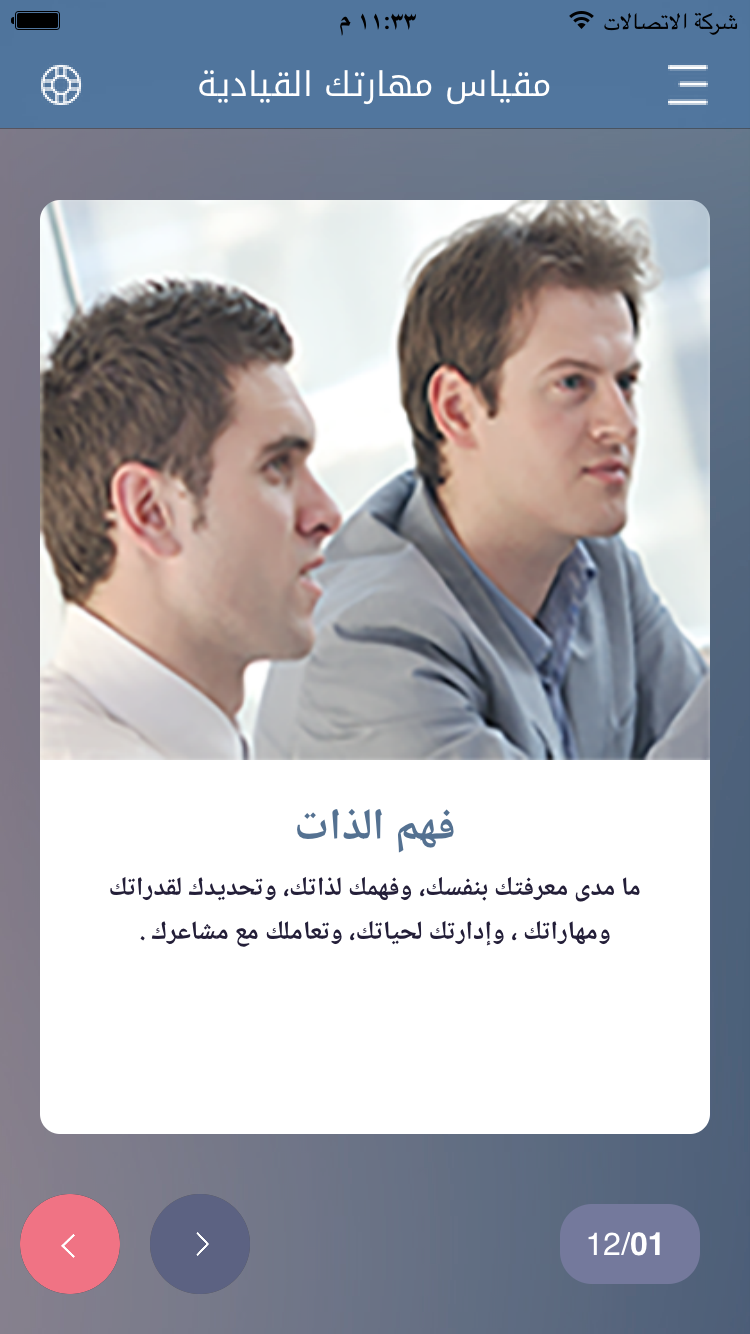 شركة الاتصالات
١١:٣٣ م
مقياس مهارتك القيادية
فهم الذات
ما مدى معرفتك بنفسك، وفهمك لذاتك، وتحديدك لقدراتك
ومهاراتك ، وإدارتك لحياتك، وتعاملك مع مشاعرك .
12/01